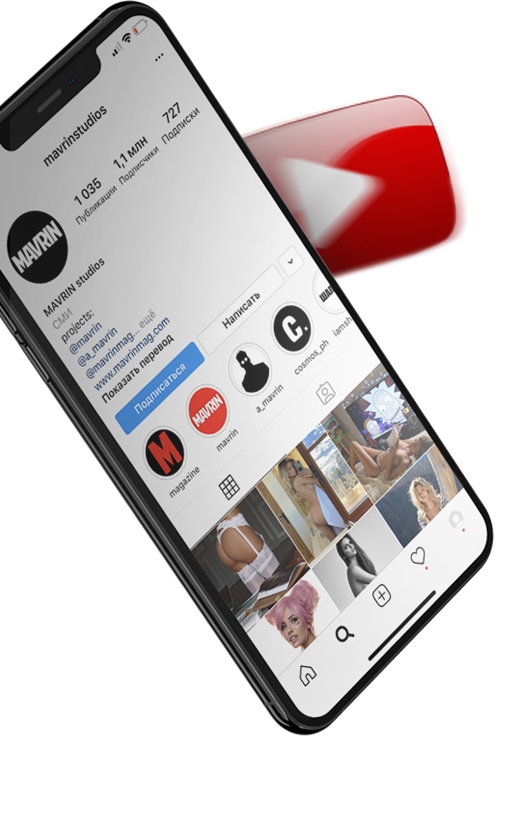 mavrinstudios
1 035
Публикации
1,1 млн
Подписчики
727
Подписки
MAVRIN
MAVRIN studios
СМИ
projects:
@mavrin
@a_mavrin
@mavrinmag... ещё
www.mavrinmag.com
Показать перевод
Подписаться
Написать
M
magazine
MAVRIN
mavrin
a_mavrin
C.
cosmos_ph
iamsh